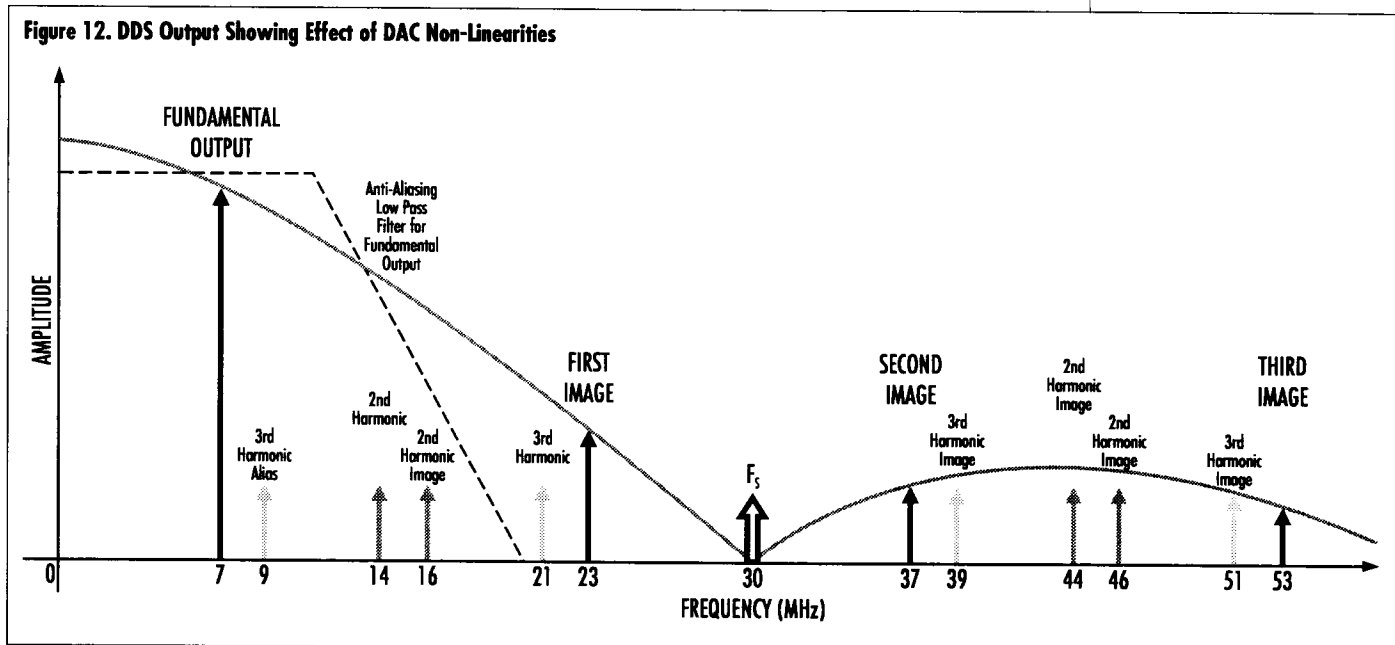 Figure 12. DDS Output Showing Effect of DAC Non-Linearities
FUNDAMENTAL
OUTPUT
Anti-Aliasing
Low Pass
Filter for
Fundamental
Output
AMPLITUDE
3rd
Harmonic
Alias
2nd
Harmonic
2nd
Harmonic
Image
3rd
Harmonic
FIRST
IMAGE
Fs
SECOND
IMAGE
3rd
Harmonic
Image
2nd
Harmonic
Image
2nd
Harmonic
Image
3rd
Harmonic
Image
THIRD
IMAGE
0 7 9 14 16 21 23 30 37 39 44 46 51 53
FREQUENCY (MHz)